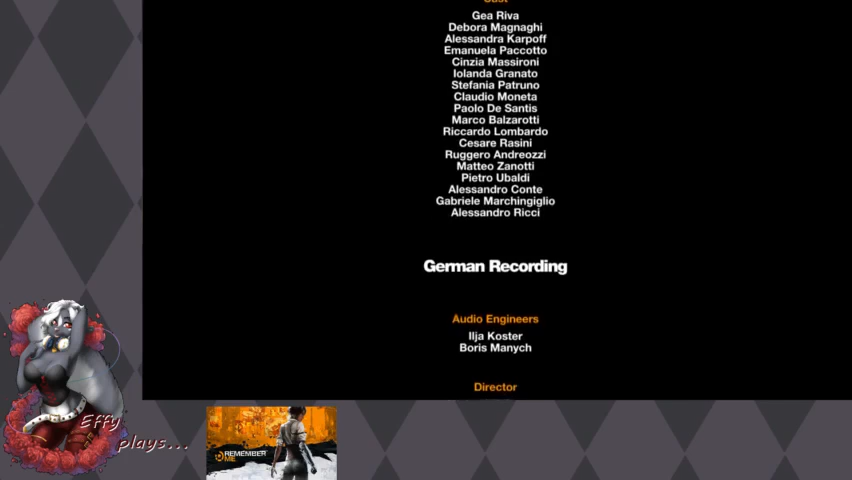 Cast
Gea Riva
Debora Magnaghi
Alessandra Karpoff
Emanuela Paccotto
Cinzia Massironi
Iolanda Granato
Stefania Patruno
Claudio Moneta
Paolo De Santis
Marco Balzarotti
Riccardo Lombardo
Cesare Rasini
Ruggero Andreozzi
Matteo Zanotti
Pietro Ubaldi
Alessandro Conte
Gabriele Marchingiglio
Alessandro Ricci
German Recording
Audio Engineers
Ilja Koster
Boris Manych
Director
Effy
plays...
REMEMBER
ME